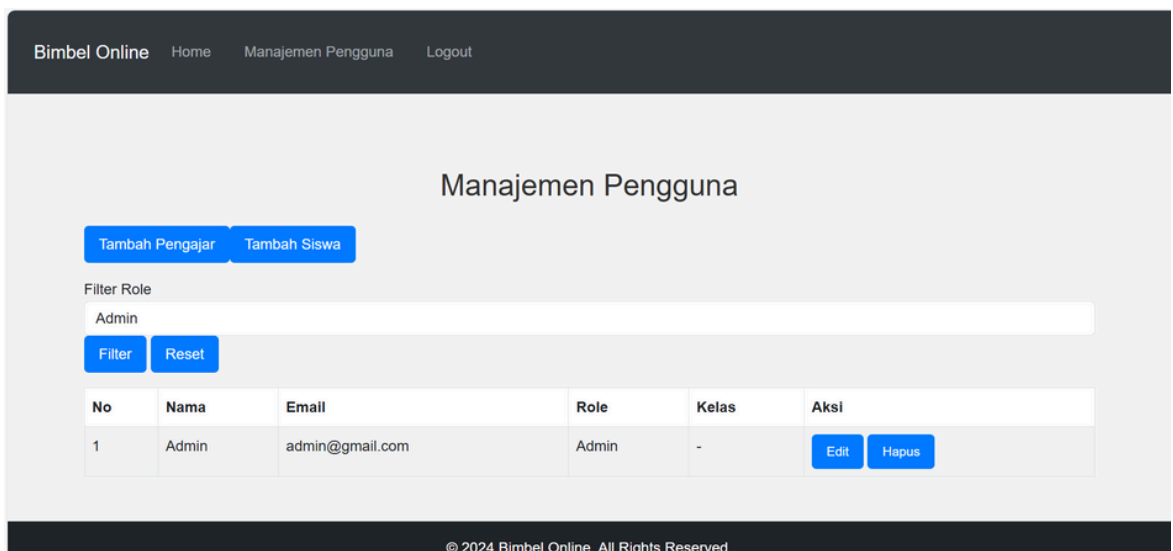 Bimbel Online Home Manajemen Pengguna Logout
Manajemen Pengguna
Tambah Pengajar Tambah Siswa
Filter Role
Admin
Filter Reset
No Nama Email Role Kelas Aksi
1 Admin admin@gmail.com Admin - Edit Hapus
© 2024 Bimbel Online. All Rights Reserved